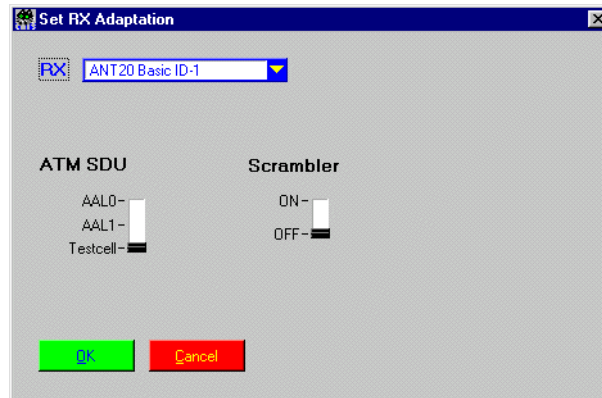 Set RX Adaptation
RX ANT20 Basic ID-1
ATM SDU
AAL0
AAL1
Testcell
Scrambler
ON
OFF
OK
Cancel